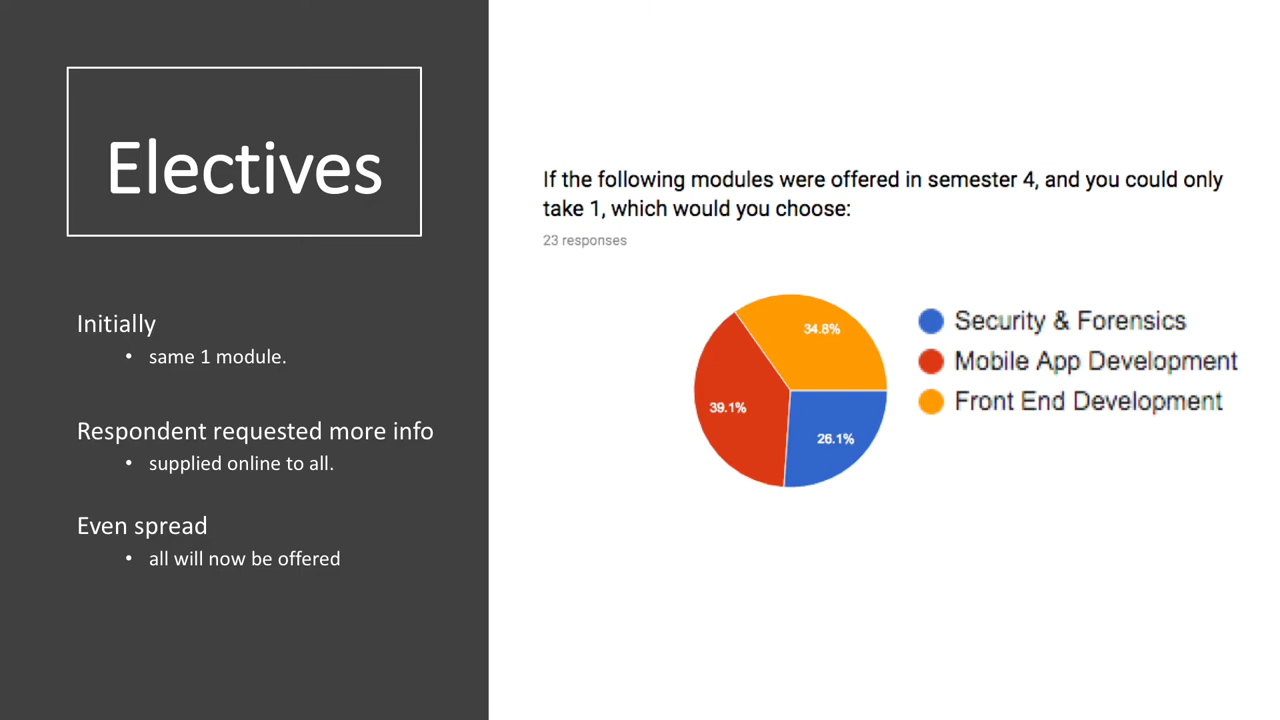 Electives
Initially
• same 1 module.
Respondent requested more info
• supplied online to all.
Even spread
• all will now be offered
If the following modules were offered in semester 4, and you could only
take 1, which would you choose:
23 responses
34.8%
39.1%
26.1%
Security & Forensics
Mobile App Development
Front End Development